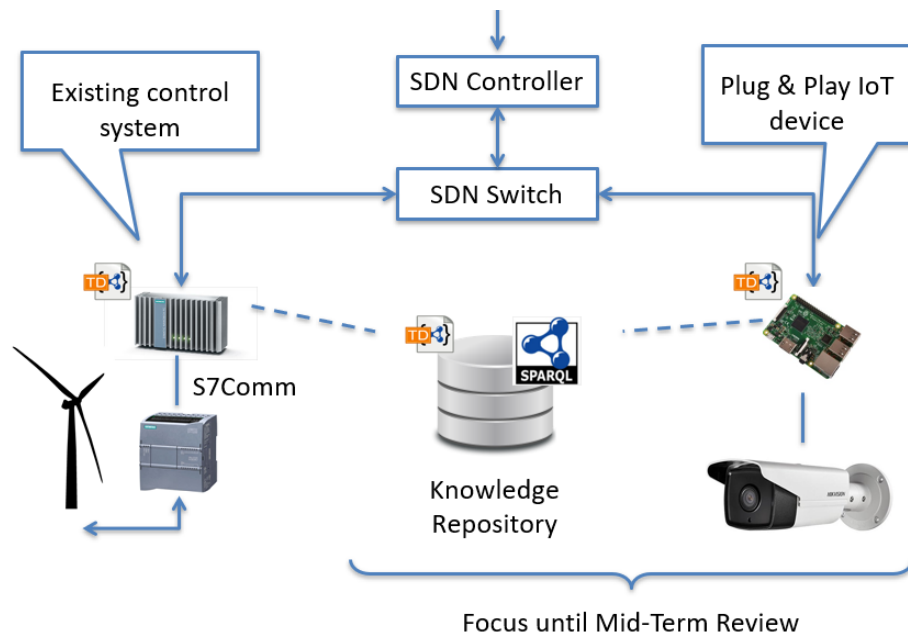 SDN Controller
Existing control
system
Plug & Play IoT
device
SDN Switch
TD
TD
TD
SPARQL
S7Comm
HIKVISION
Knowledge
Repository
Focus until Mid-Term Review